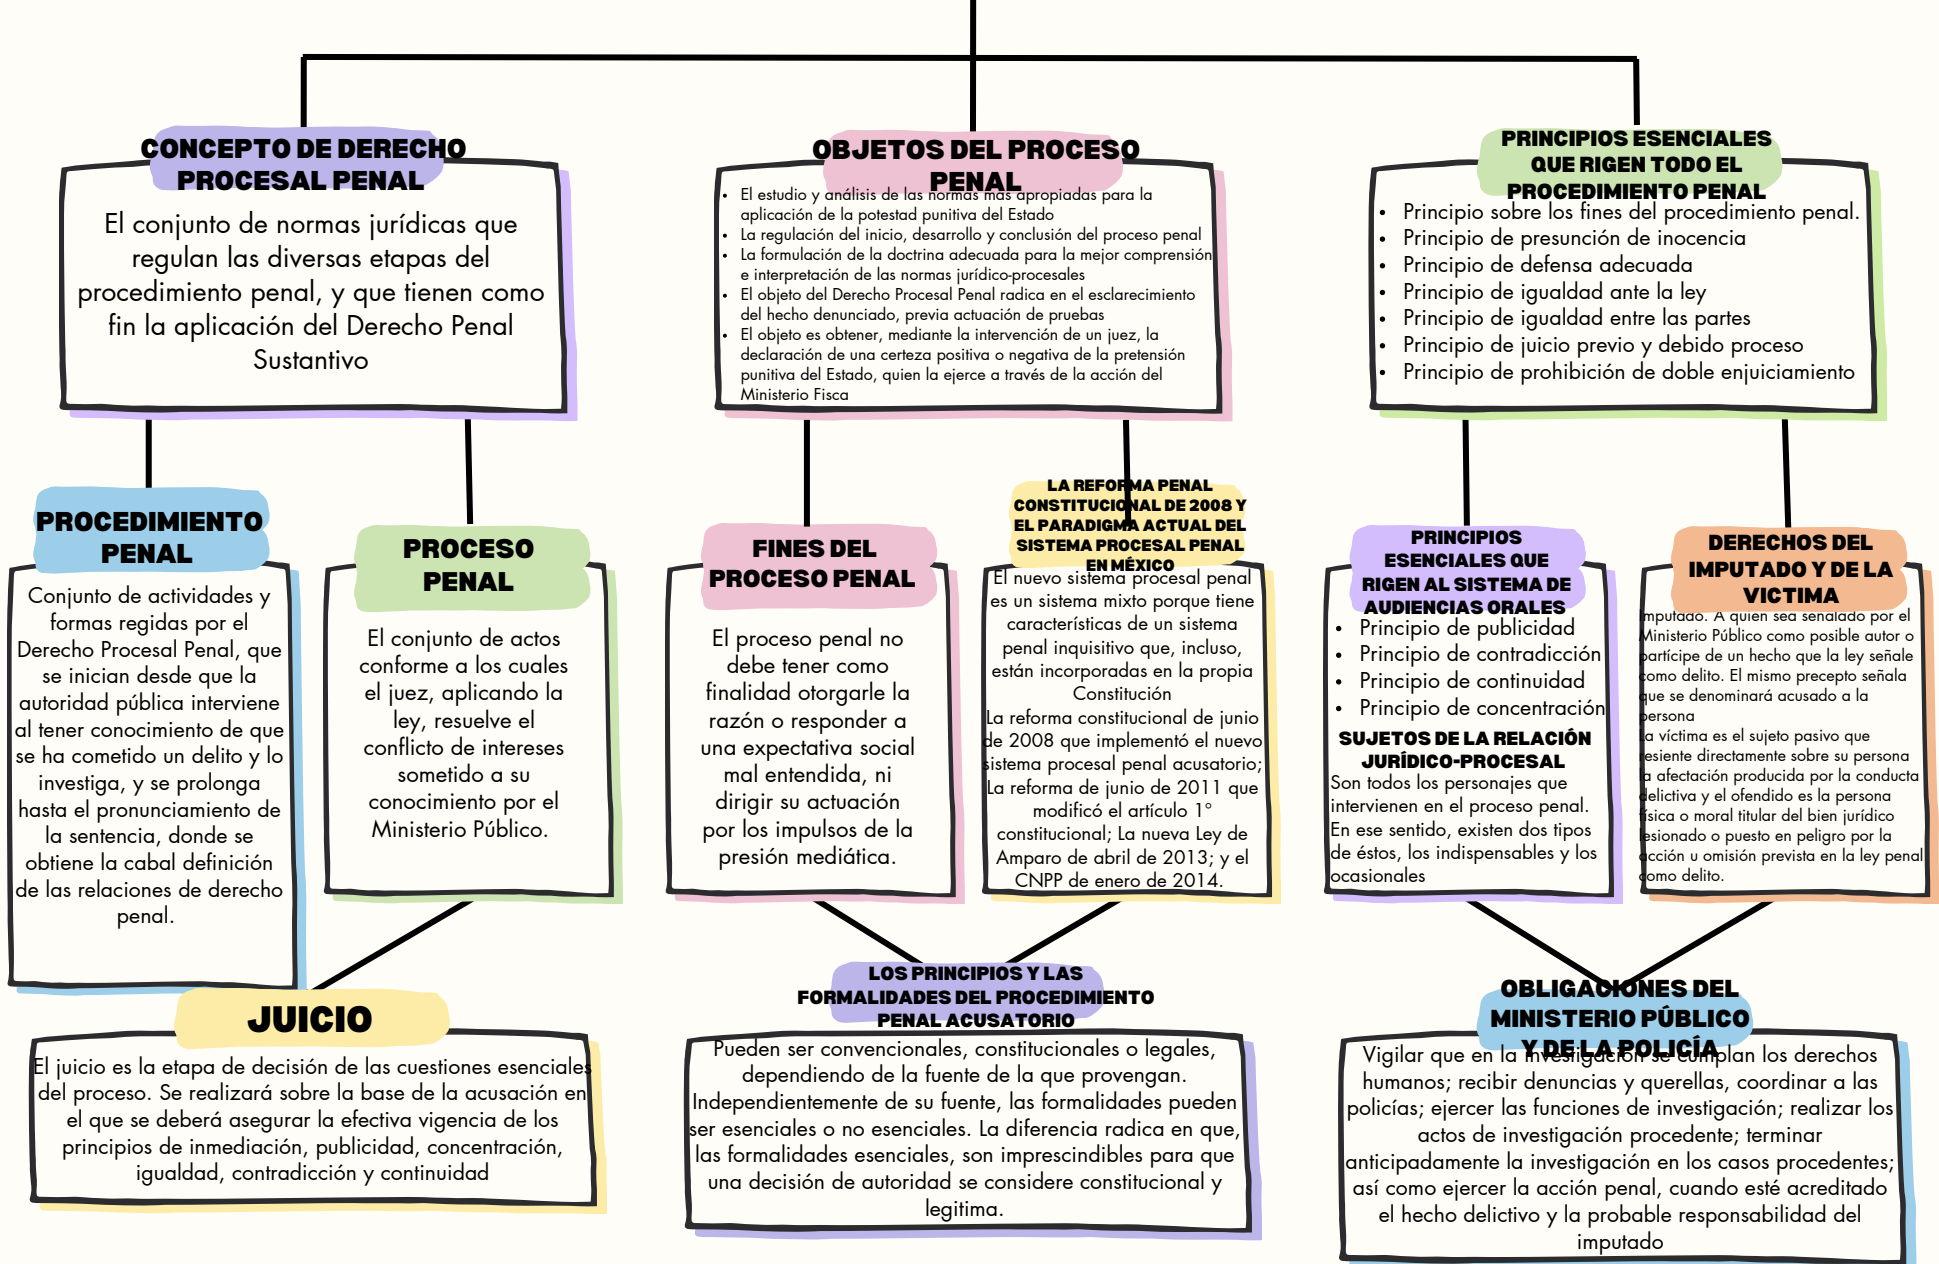 CONCEPTO DE DERECHO
PROCESAL PENAL
El conjunto de normas jurídicas que
regulan las diversas etapas del
procedimiento penal, y que tienen como
fin la aplicación del Derecho Penal
Sustantivo
OBJETOS DEL PROCESO
PENAL
• El estudio y análisis de las normas más apropiadas para la
aplicación de la potestad punitiva del Estado
• La regulación del inicio, desarrollo y conclusión del proceso penal
• La formulación de la doctrina adecuada para la mejor comprensión
e interpretación de las normas jurídico-procesales
• El objeto del Derecho Procesal Penal radica en el esclarecimiento
del hecho denunciado, previa actuación de pruebas
• El objeto es obtener, mediante la intervención de un juez, la
declaración de una certeza positiva o negativa de la pretensión
punitiva del Estado, quien la ejerce a través de la acción del
Ministerio Fisca
PRINCIPIOS ESENCIALES
QUE RIGEN TODO EL
PROCEDIMIENTO PENAL
• Principio sobre los fines del procedimiento penal.
• Principio de presunción de inocencia
• Principio de defensa adecuada
• Principio de igualdad ante la ley
• Principio de igualdad entre las partes
• Principio de juicio previo y debido proceso
• Principio de prohibición de doble enjuiciamiento
PROCEDIMIENTO
PENAL
Conjunto de actividades y
formas regidas por el
Derecho Procesal Penal, que
se inician desde que la
autoridad pública interviene
al tener conocimiento de que
se ha cometido un delito y lo
investiga, y se prolonga
hasta el pronunciamiento de
la sentencia, donde se
obtiene la cabal definición
de las relaciones de derecho
penal.
PROCESO
PENAL
El conjunto de actos
conforme a los cuales
el juez, aplicando la
ley, resuelve el
conflicto de intereses
sometido a su
conocimiento por el
Ministerio Público.
FINES DEL
PROCESO PENAL
El proceso penal no
debe tener como
finalidad otorgarle la
razón o responder a
una expectativa social
mal entendida, ni
dirigir su actuación
por los impulsos de la
presión mediática.
LA REFORMA PENAL
CONSTITUCIONAL DE 2008 Y
EL PARADIGMA ACTUAL DEL
SISTEMA PROCESAL PENAL
EN MÉXICO
El nuevo sistema procesal penal
es un sistema mixto porque tiene
características de un sistema
penal inquisitivo que, incluso,
están incorporadas en la propia
Constitución
La reforma constitucional de junio
de 2008 que implementó el nuevo
sistema procesal penal acusatorio;
La reforma de junio de 2011 que
modificó el artículo 1°
constitucional; La nueva Ley de
Amparo de abril de 2013; y el
CNPP de enero de 2014.
PRINCIPIOS
ESENCIALES QUE
RIGEN AL SISTEMA DE
AUDIENCIAS ORALES
• Principio de publicidad
• Principio de contradicción
• Principio de continuidad
• Principio de concentración
SUJETOS DE LA RELACIÓN
JURÍDICO-PROCESAL
Son todos los personajes que
intervienen en el proceso penal.
En ese sentido, existen dos tipos
de éstos, los indispensables y los
ocasionales
DERECHOS DEL
IMPUTADO Y DE LA
VICTIMA
Imputado. A quien sea señalado por el
Ministerio Público como posible autor o
partícipe de un hecho que la ley señale
como delito. El mismo precepto señala
que se denominará acusado a la
persona
La víctima es el sujeto pasivo que
resiente directamente sobre su persona
la afectación producida por la conducta
delictiva y el ofendido es la persona
física o moral titular del bien jurídico
lesionado o puesto en peligro por la
acción u omisión prevista en la ley penal
como delito.
JUICIO
El juicio es la etapa de decisión de las cuestiones esenciales
del proceso. Se realizará sobre la base de la acusación en
el que se deberá asegurar la efectiva vigencia de los
principios de inmediación, publicidad, concentración,
igualdad, contradicción y continuidad
LOS PRINCIPIOS Y LAS
FORMALIDADES DEL PROCEDIMIENTO
PENAL ACUSATORIO
Pueden ser convencionales, constitucionales o legales,
dependiendo de la fuente de la que provengan.
Independientemente de su fuente, las formalidades pueden
ser esenciales o no esenciales. La diferencia radica en que,
las formalidades esenciales, son imprescindibles para que
una decisión de autoridad se considere constitucional y
legitima.
OBLIGACIONES DEL
MINISTERIO PÚBLICO
Y DE LA POLICÍA
Vigilar que en la investigación se cumplan los derechos
humanos; recibir denuncias y querellas, coordinar a las
policías; ejercer las funciones de investigación; realizar los
actos de investigación procedente; terminar
anticipadamente la investigación en los casos procedentes;
así como ejercer la acción penal, cuando esté acreditado
el hecho delictivo y la probable responsabilidad del
imputado